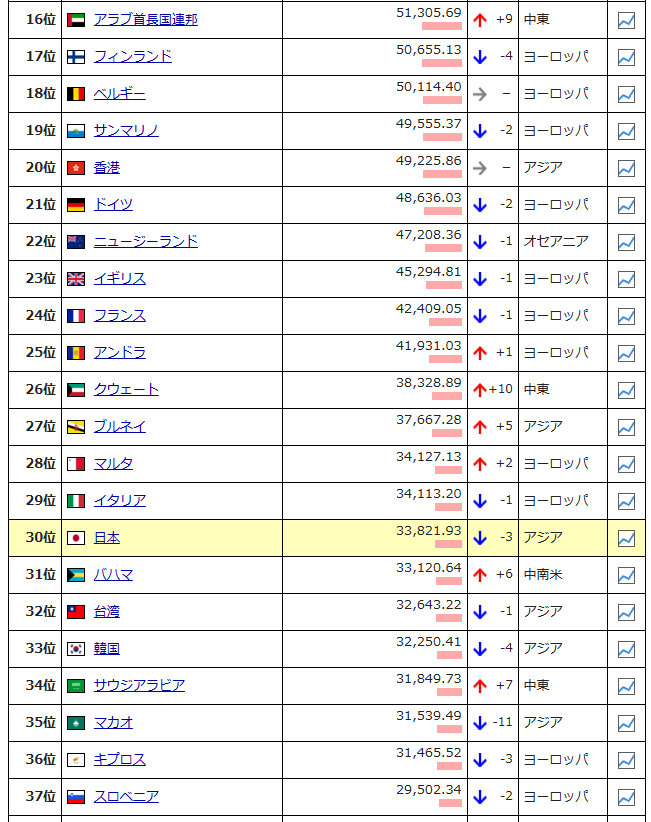 16位 アラブ首長国連邦 51,305.69 +9 中東
17位 フィンランド 50,655.13 -4 ヨーロッパ
18位 ベルギー 50,114.40 － ヨーロッパ
19位 サンマリノ 49,555.37 -2 ヨーロッパ
20位 香港 49,225.86 － アジア
21位 ドイツ 48,636.03 -2 ヨーロッパ
22位 ニュージーランド 47,208.36 -1 オセアニア
23位 イギリス 45,294.81 -1 ヨーロッパ
24位 フランス 42,409.05 -1 ヨーロッパ
25位 アンドラ 41,931.03 +1 ヨーロッパ
26位 クウェート 38,328.89 +10 中東
27位 ブルネイ 37,667.28 +5 アジア
28位 マルタ 34,127.13 +2 ヨーロッパ
29位 イタリア 34,113.20 -1 ヨーロッパ
30位 日本 33,821.93 -3 アジア
31位 バハマ 33,120.64 +6 中南米
32位 台湾 32,643.22 -1 アジア
33位 韓国 32,250.41 -4 アジア
34位 サウジアラビア 31,849.73 +7 中東
35位 マカオ 31,539.49 -11 アジア
36位 キプロス 31,465.52 -3 ヨーロッパ
37位 スロベニア 29,502.34 -2 ヨーロッパ